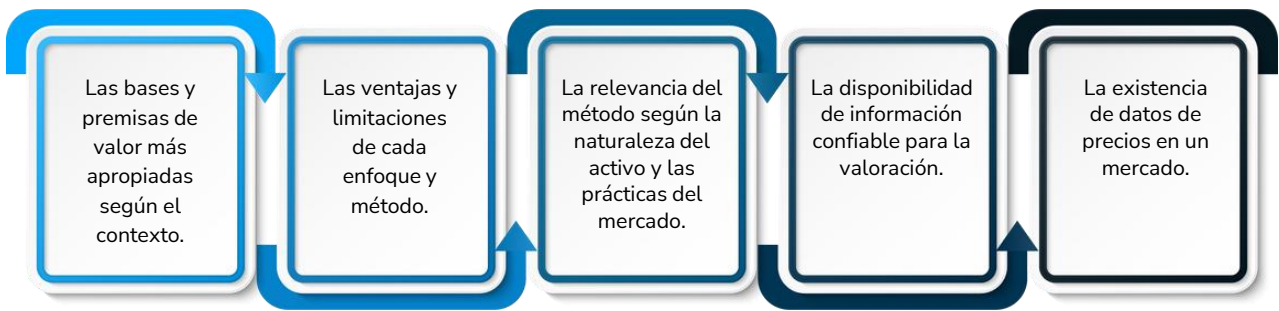 Las bases y
premisas de
valor más
apropiadas
según el
contexto.
Las ventajas y
limitaciones
de cada
enfoque y
método.
La relevancia del
método según la
naturaleza del
activo y las
prácticas del
mercado.
La disponibilidad
de información
confiable para la
valoración.
La existencia
de datos de
precios en un
mercado.